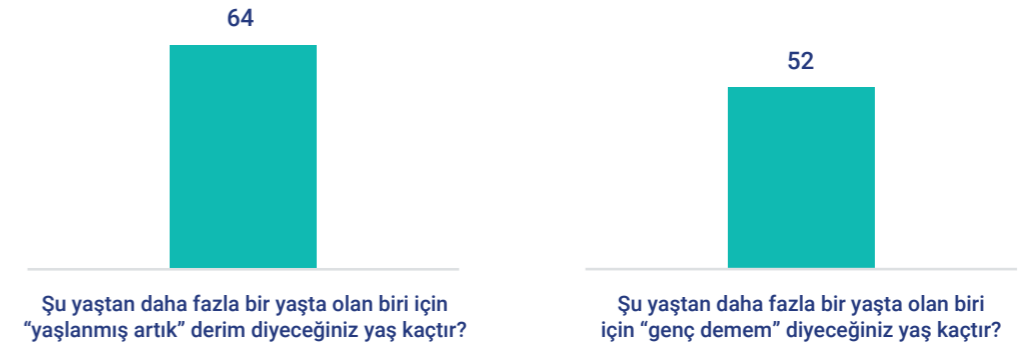 64
Şu yaştan daha fazla bir yaşta olan biri için
“yaşlanmış artık” derim diyeceğiniz yaş kaçtır?
52
Şu yaştan daha fazla bir yaşta olan biri
için “genç demem” diyeceğiniz yaş kaçtır?